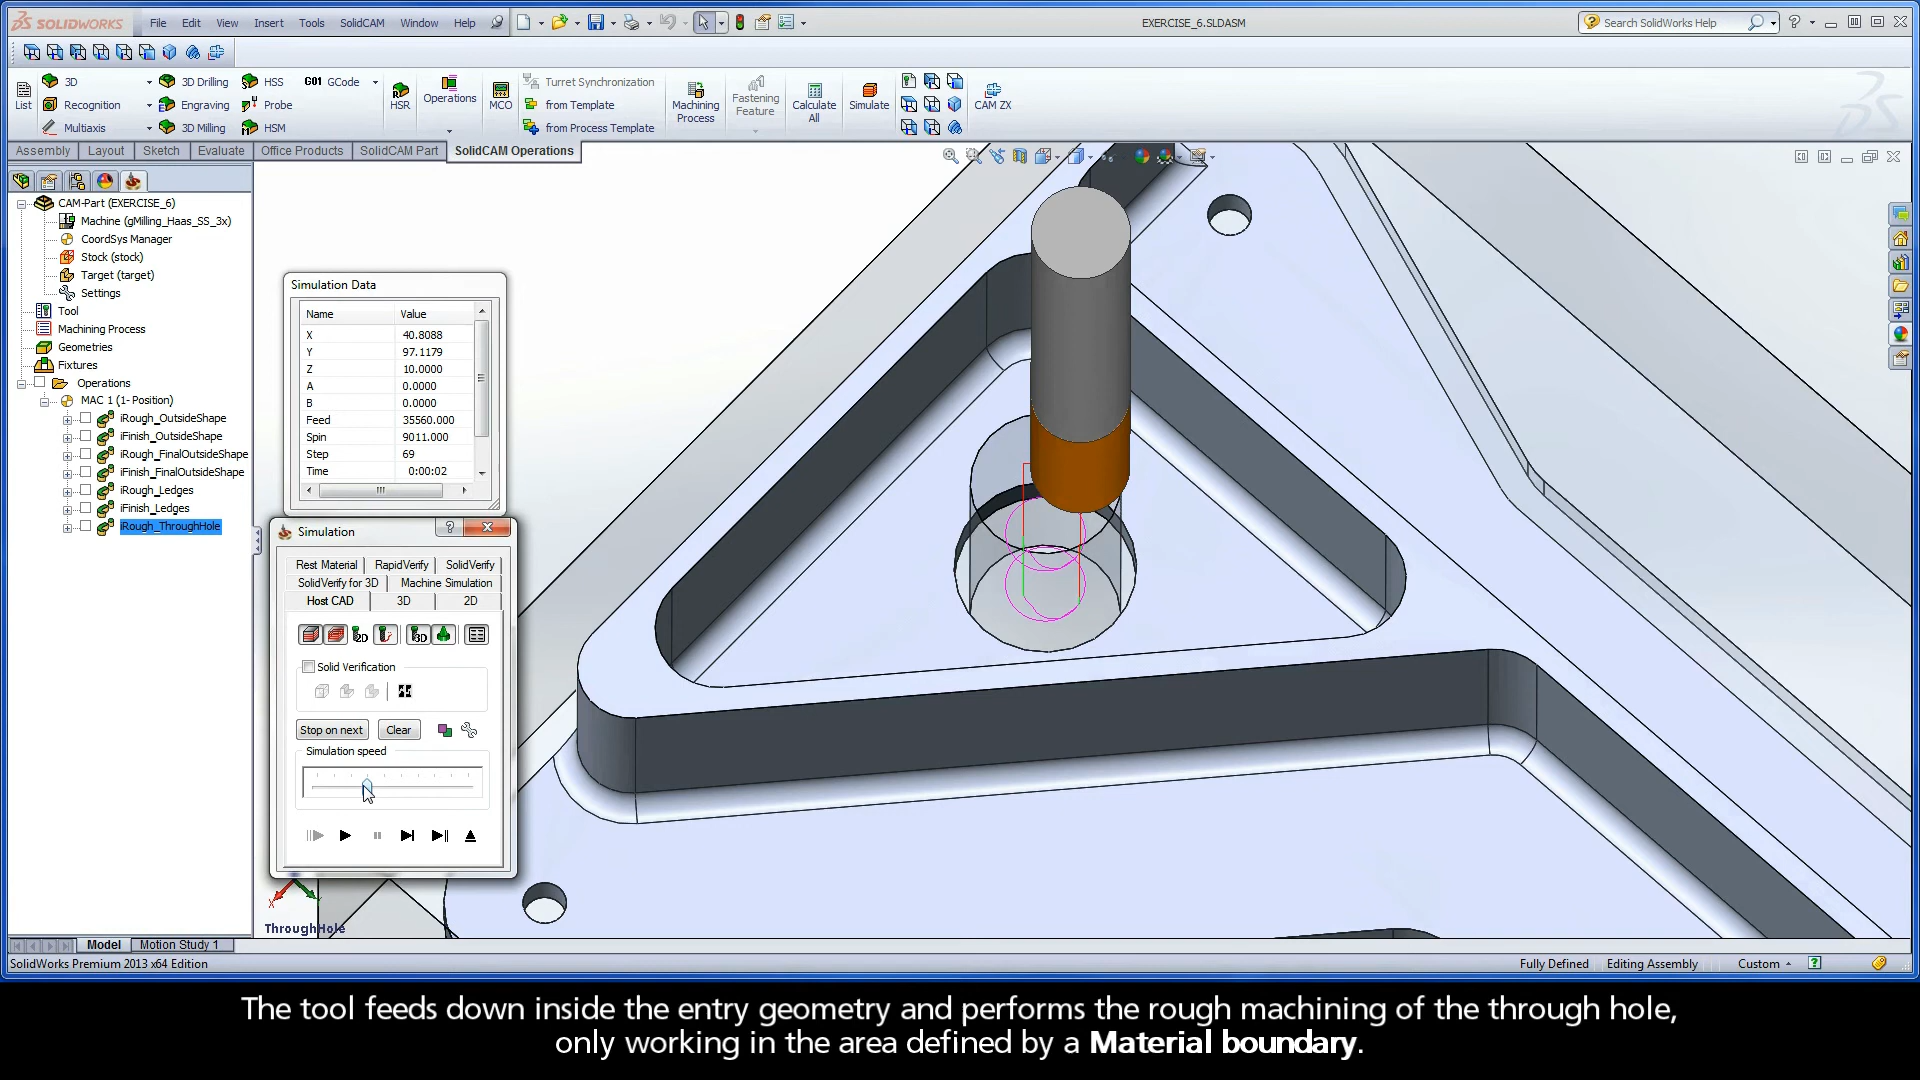 SOLIDWORKS File Edit View Insert Tools SolidCAM Window Help EXERCISE_6.SLDASM Search SolidWorks Help
3D 3D Drilling HSS G01 GCode Turret Synchronization
List Recognition Engraving Probe HSR Operations MCO from Template Machining Process Fastening Feature Calculate All Simulate CAM ZX
Multiaxis 3D Milling HSM from Process Template
Assembly Layout Sketch Evaluate Office Products SolidCAM Part SolidCAM Operations
CAM-Part (EXERCISE_6)
Machine (gMilling_Haas_SS_3x)
CoordSys Manager
Stock (stock)
Target (target)
Settings
Tool
Machining Process
Geometries
Fixtures
Operations
MAC 1 (1- Position)
iRough_OutsideShape
iFinish_OutsideShape
iRough_FinalOutsideShape
iFinish_FinalOutsideShape
iRough_Ledges
iFinish_Ledges
iRough_ThroughHole
Simulation Data
Name Value
X 40.8088
Y 97.1179
Z 10.0000
A 0.0000
B 0.0000
Feed 35560.000
Spin 9011.000
Step 69
Time 0:00:02
Simulation
Rest Material RapidVerify SolidVerify
SolidVerify for 3D Machine Simulation
Host CAD 3D 2D
2D 3D
Solid Verification
Stop on next Clear
Simulation speed
X
ThroughHole
Model Motion Study 1
SolidWorks Premium 2013 x64 Edition Fully Defined Editing Assembly Custom
The tool feeds down inside the entry geometry and performs the rough machining of the through hole,
only working in the area defined by a Material boundary.